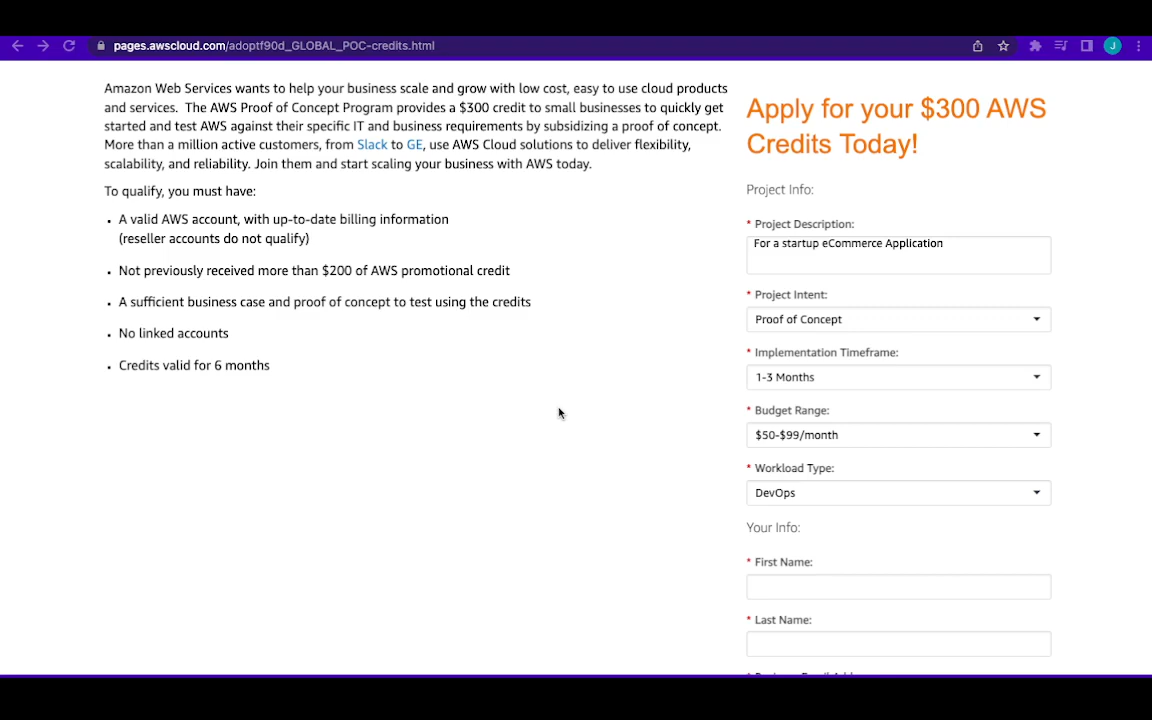 pages.awscloud.com/adoptf90d_GLOBAL_POC-credits.html
J
Amazon Web Services wants to help your business scale and grow with low cost, easy to use cloud products
and services. The AWS Proof of Concept Program provides a $300 credit to small businesses to quickly get
started and test AWS against their specific IT and business requirements by subsidizing a proof of concept.
More than a million active customers, from Slack to GE, use AWS Cloud solutions to deliver flexibility,
scalability, and reliability. Join them and start scaling your business with AWS today.
To qualify, you must have:
• A valid AWS account, with up-to-date billing information
(reseller accounts do not qualify)
• Not previously received more than $200 of AWS promotional credit
• A sufficient business case and proof of concept to test using the credits
• No linked accounts
• Credits valid for 6 months
Apply for your $300 AWS
Credits Today!
Project Info:
* Project Description:
For a startup eCommerce Application
* Project Intent:
Proof of Concept
* Implementation Timeframe:
1-3 Months
* Budget Range:
$50-$99/month
* Workload Type:
DevOps
Your Info:
* First Name:
* Last Name: